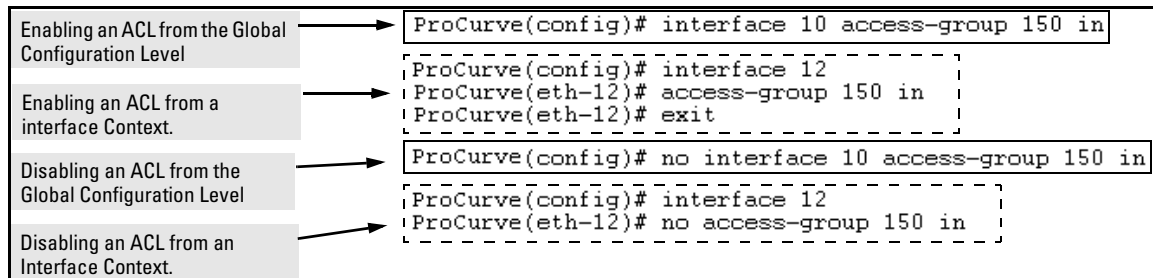 Enabling an ACL from the Global
Configuration Level
ProCurve(config)# interface 10 access-group 150 in
Enabling an ACL from a
interface Context.
ProCurve(config)# interface 12
ProCurve(eth-12)# access-group 150 in
ProCurve(eth-12)# exit
Disabling an ACL from the
Global Configuration Level
ProCurve(config)# no interface 10 access-group 150 in
Disabling an ACL from an
Interface Context.
ProCurve(config)# interface 12
ProCurve(eth-12)# no access-group 150 in